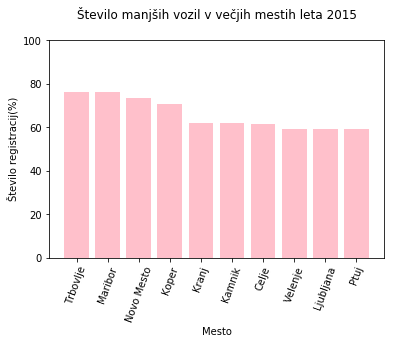 Število manjših vozil v večjih mestih leta 2015
100
80
60
40
20
0
Število registracij(%)
Trbovlje
Maribor
Novo Mesto
Koper
Kranj
Kamnik
Celje
Velenje
Ljubljana
Ptuj
Mesto